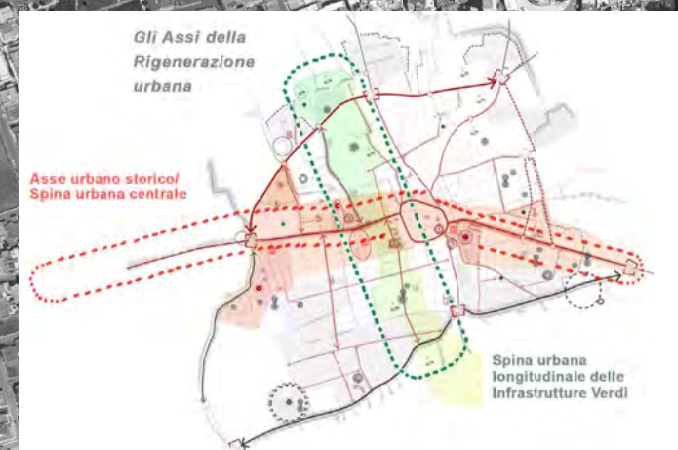 Gli Assi della
Rigenerazione
urbana
Asse urbano storico/
Spina urbana centrale
Spina urbana
longitudinale delle
Infrastrutture Verdi